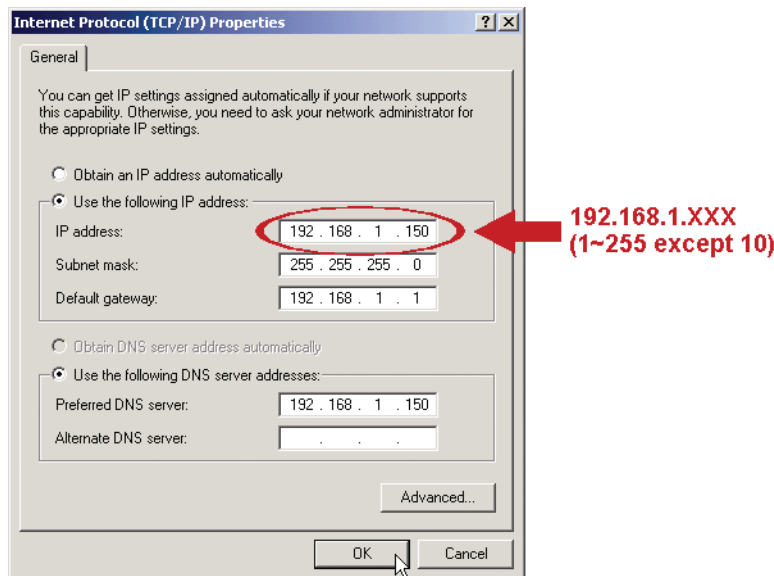 Internet Protocol (TCP/IP) Properties
General
You can get IP settings assigned automatically if your network supports
this capability. Otherwise, you need to ask your network administrator for
the appropriate IP settings.
Obtain an IP address automatically
Use the following IP address:
IP address: 192 . 168 . 1 . 150
Subnet mask: 255 . 255 . 255 . 0
Default gateway: 192 . 168 . 1 . 1
192.168.1.XXX
(1~255 except 10)
Obtain DNS server address automatically
Use the following DNS server addresses:
Preferred DNS server: 192 . 168 . 1 . 150
Alternate DNS server: . . .
Advanced...
OK Cancel